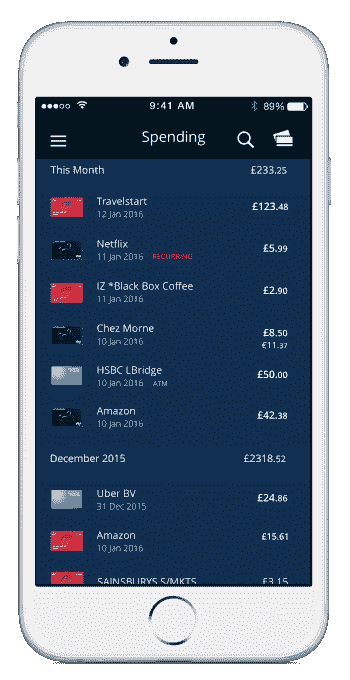 9:41 AM 89%
Spending
This Month £233.25
Travelstart £123.48
12 Jan 2016
Netflix £5.99
11 Jan 2016 RECURRING
IZ *Black Box Coffee £2.90
11 Jan 2016
Chez Morne £8.50
10 Jan 2016 €11.37
HSBC LBridge £50.00
10 Jan 2016 ATM
Amazon £42.38
10 Jan 2016
December 2015 £2318.52
Uber BV £24.86
31 Dec 2015
Amazon £15.61
10 Jan 2016
SAINSBURYS S/MKTS £3.15